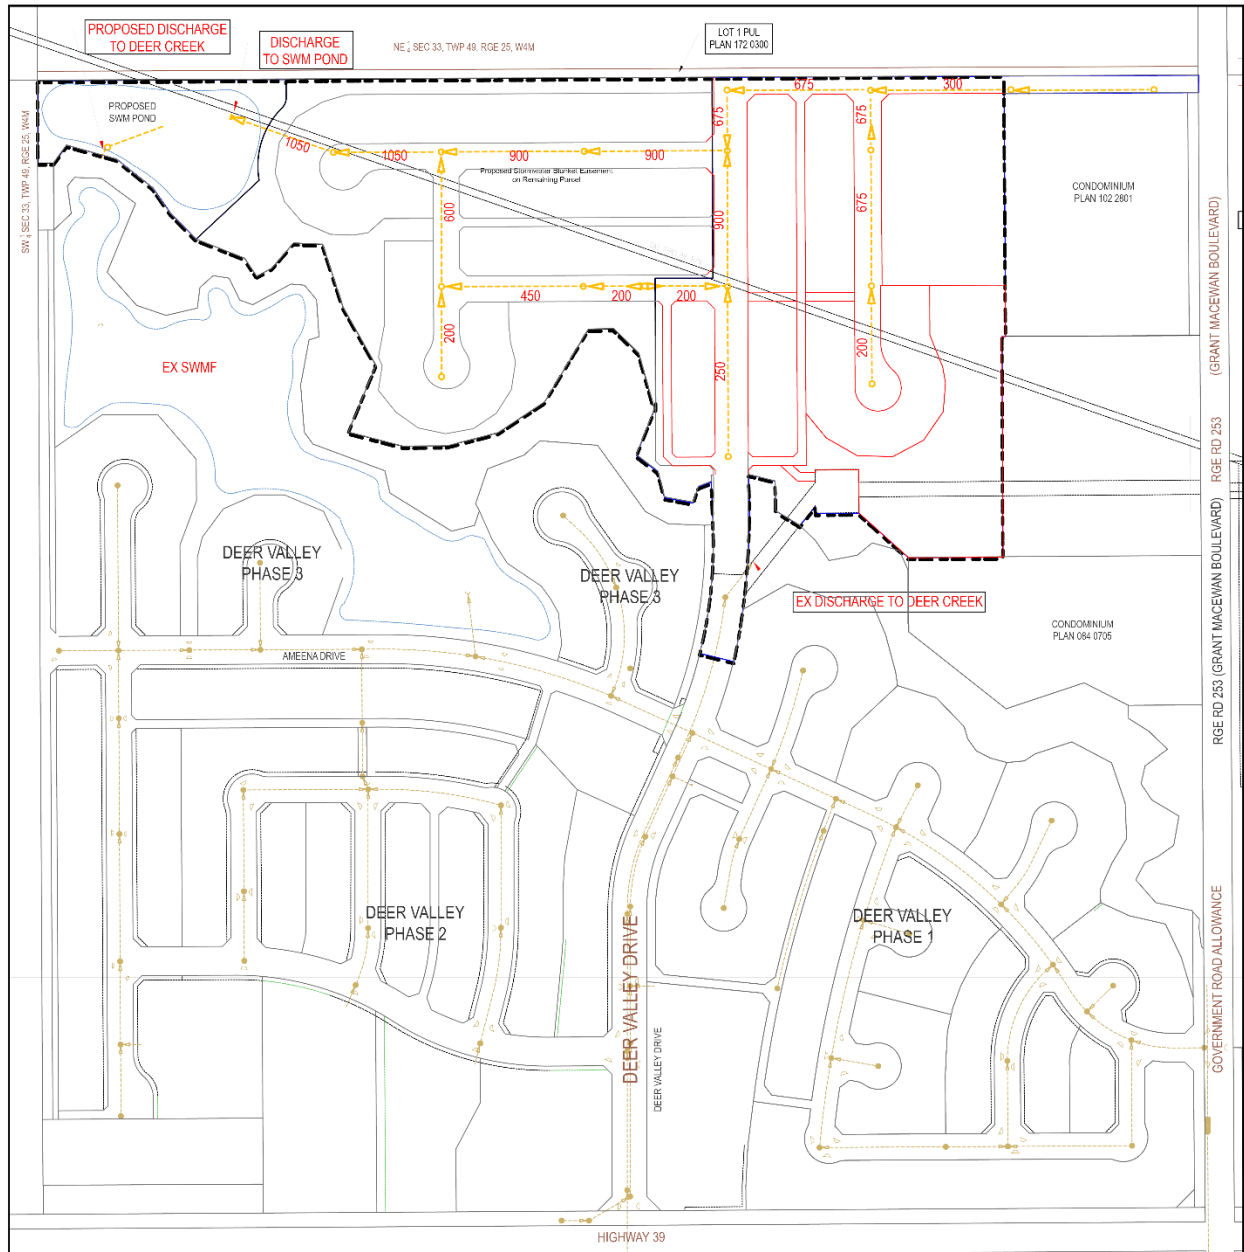 PROPOSED DISCHARGE
TO DEER CREEK
DISCHARGE
TO SWM POND
NE ¼ SEC 33, TWP 49, RGE 25, W4M
LOT 1 PUL
PLAN 172 0300
PROPOSED
SWM POND
SW ¼ SEC 33, TWP 49, RGE 25, W4M
1050
1050
900
900
675
300
675
675
Proposed Stormwater Blanket Easement
on Remaining Parcel
600
900
675
CONDOMINIUM
PLAN 102 2801
(GRANT MACEWAN BOULEVARD)
450
200
200
200
250
200
EX SWMF
RGE RD 253
DEER VALLEY
PHASE 3
DEER VALLEY
PHASE 3
EX DISCHARGE TO DEER CREEK
CONDOMINIUM
PLAN 084 0705
RGE RD 253 (GRANT MACEWAN BOULEVARD)
AMEENA DRIVE
DEER VALLEY
PHASE 2
DEER VALLEY
PHASE 1
DEER VALLEY DRIVE
DEER VALLEY DRIVE
GOVERNMENT ROAD ALLOWANCE
HIGHWAY 39